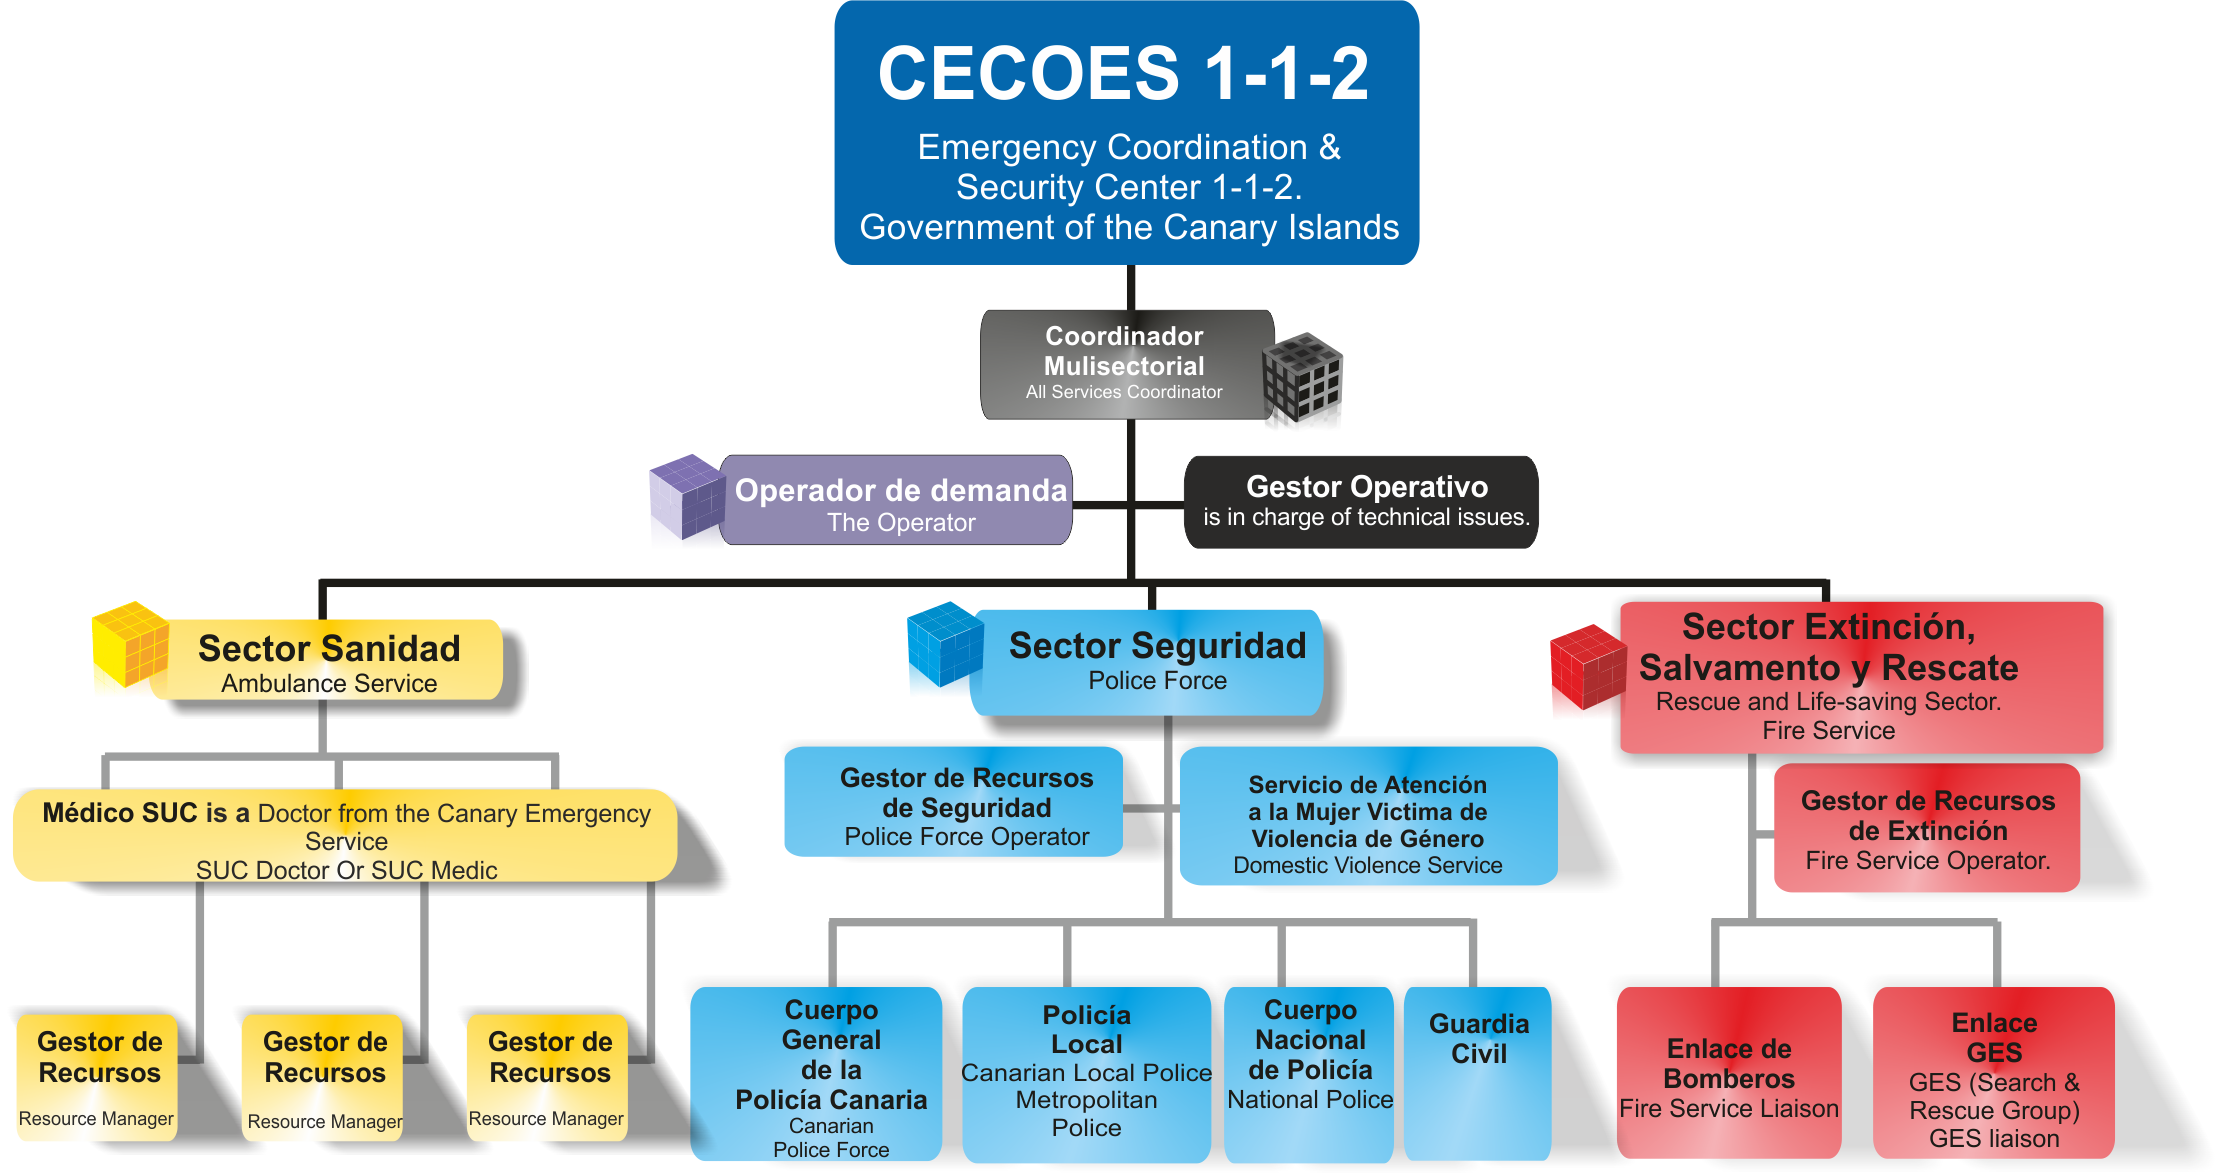 CECOES 1-1-2
Emergency Coordination &
Security Center 1-1-2.
Government of the Canary Islands
Coordinador
Mulisectorial
All Services Coordinator
Operador de demanda
The Operator
Gestor Operativo
is in charge of technical issues.
Sector Sanidad
Ambulance Service
Sector Seguridad
Police Force
Sector Extinción,
Salvamento y Rescate
Rescue and Life-saving Sector.
Fire Service
Médico SUC is a Doctor from the Canary Emergency
Service
SUC Doctor Or SUC Medic
Gestor de Recursos
de Seguridad
Police Force Operator
Servicio de Atención
a la Mujer Victima de
Violencia de Género
Domestic Violence Service
Gestor de Recursos
de Extinción
Fire Service Operator.
Gestor de
Recursos
Resource Manager
Gestor de
Recursos
Resource Manager
Gestor de
Recursos
Resource Manager
Cuerpo
General
de la
Policía Canaria
Canarian
Police Force
Policía
Local
Canarian Local Police
Metropolitan
Police
Cuerpo
Nacional
de Policía
National Police
Guardia
Civil
Enlace de
Bomberos
Fire Service Liaison
Enlace
GES
GES (Search &
Rescue Group)
GES liaison